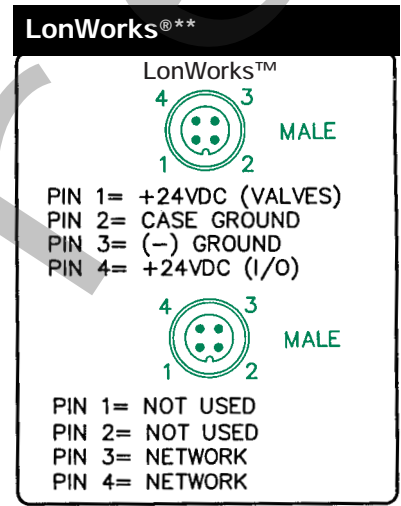 LonWorks®**
LonWorks™
4 3
MALE
1 2
PIN 1= +24VDC (VALVES)
PIN 2= CASE GROUND
PIN 3= (−) GROUND
PIN 4= +24VDC (I/O)
4 3
MALE
1 2
PIN 1= NOT USED
PIN 2= NOT USED
PIN 3= NETWORK
PIN 4= NETWORK